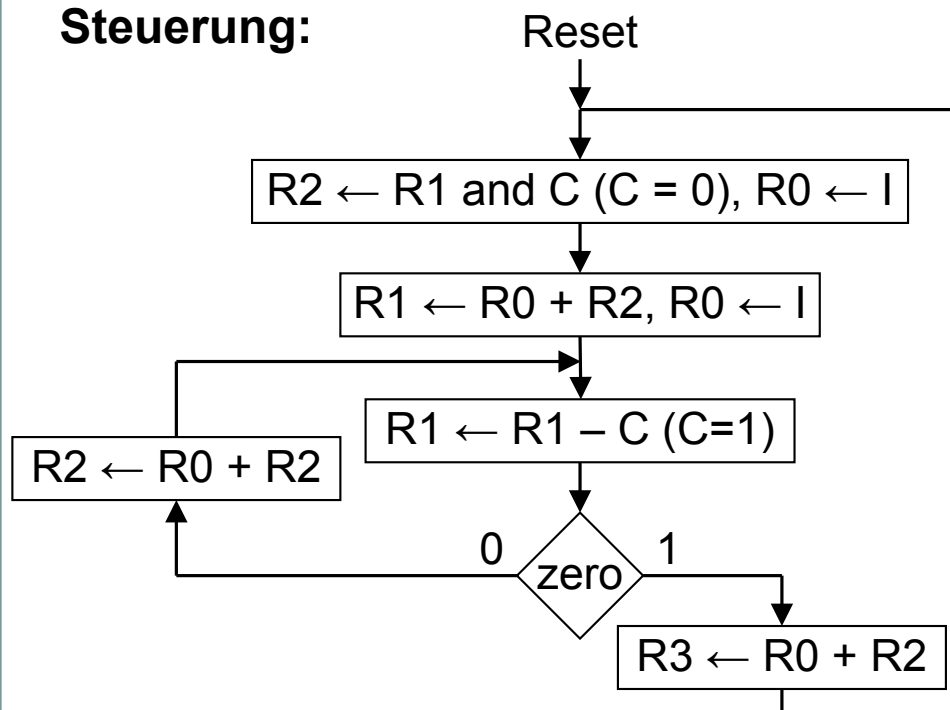 Steuerung:
Reset
R2 ← R1 and C (C = 0), R0 ← I
R1 ← R0 + R2, R0 ← I
R1 ← R1 – C (C=1)
R2 ← R0 + R2
0
zero
1
R3 ← R0 + R2